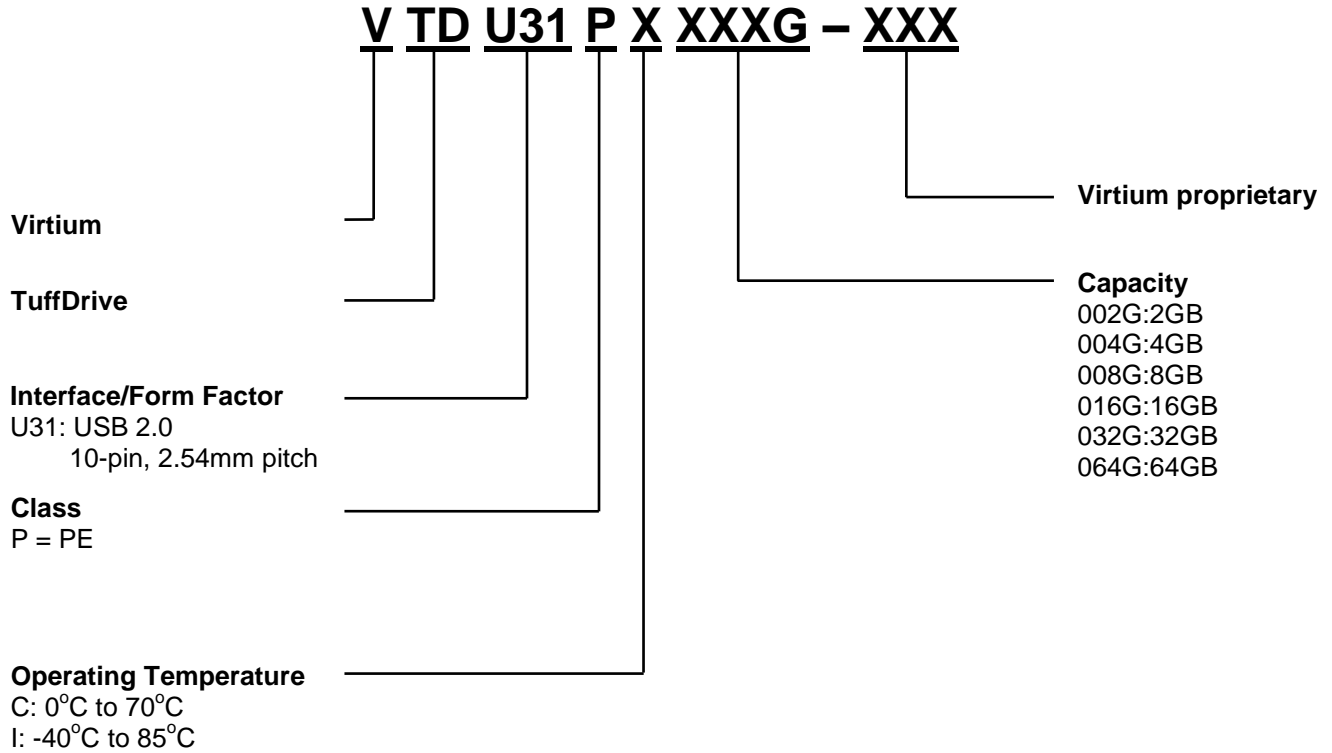 V TD U31 P X XXXG – XXX
Virtium
TuffDrive
Interface/Form Factor
U31: USB 2.0
10-pin, 2.54mm pitch
Class
P = PE
Operating Temperature
C: 0°C to 70°C
I: -40°C to 85°C
Virtium proprietary
Capacity
002G:2GB
004G:4GB
008G:8GB
016G:16GB
032G:32GB
064G:64GB